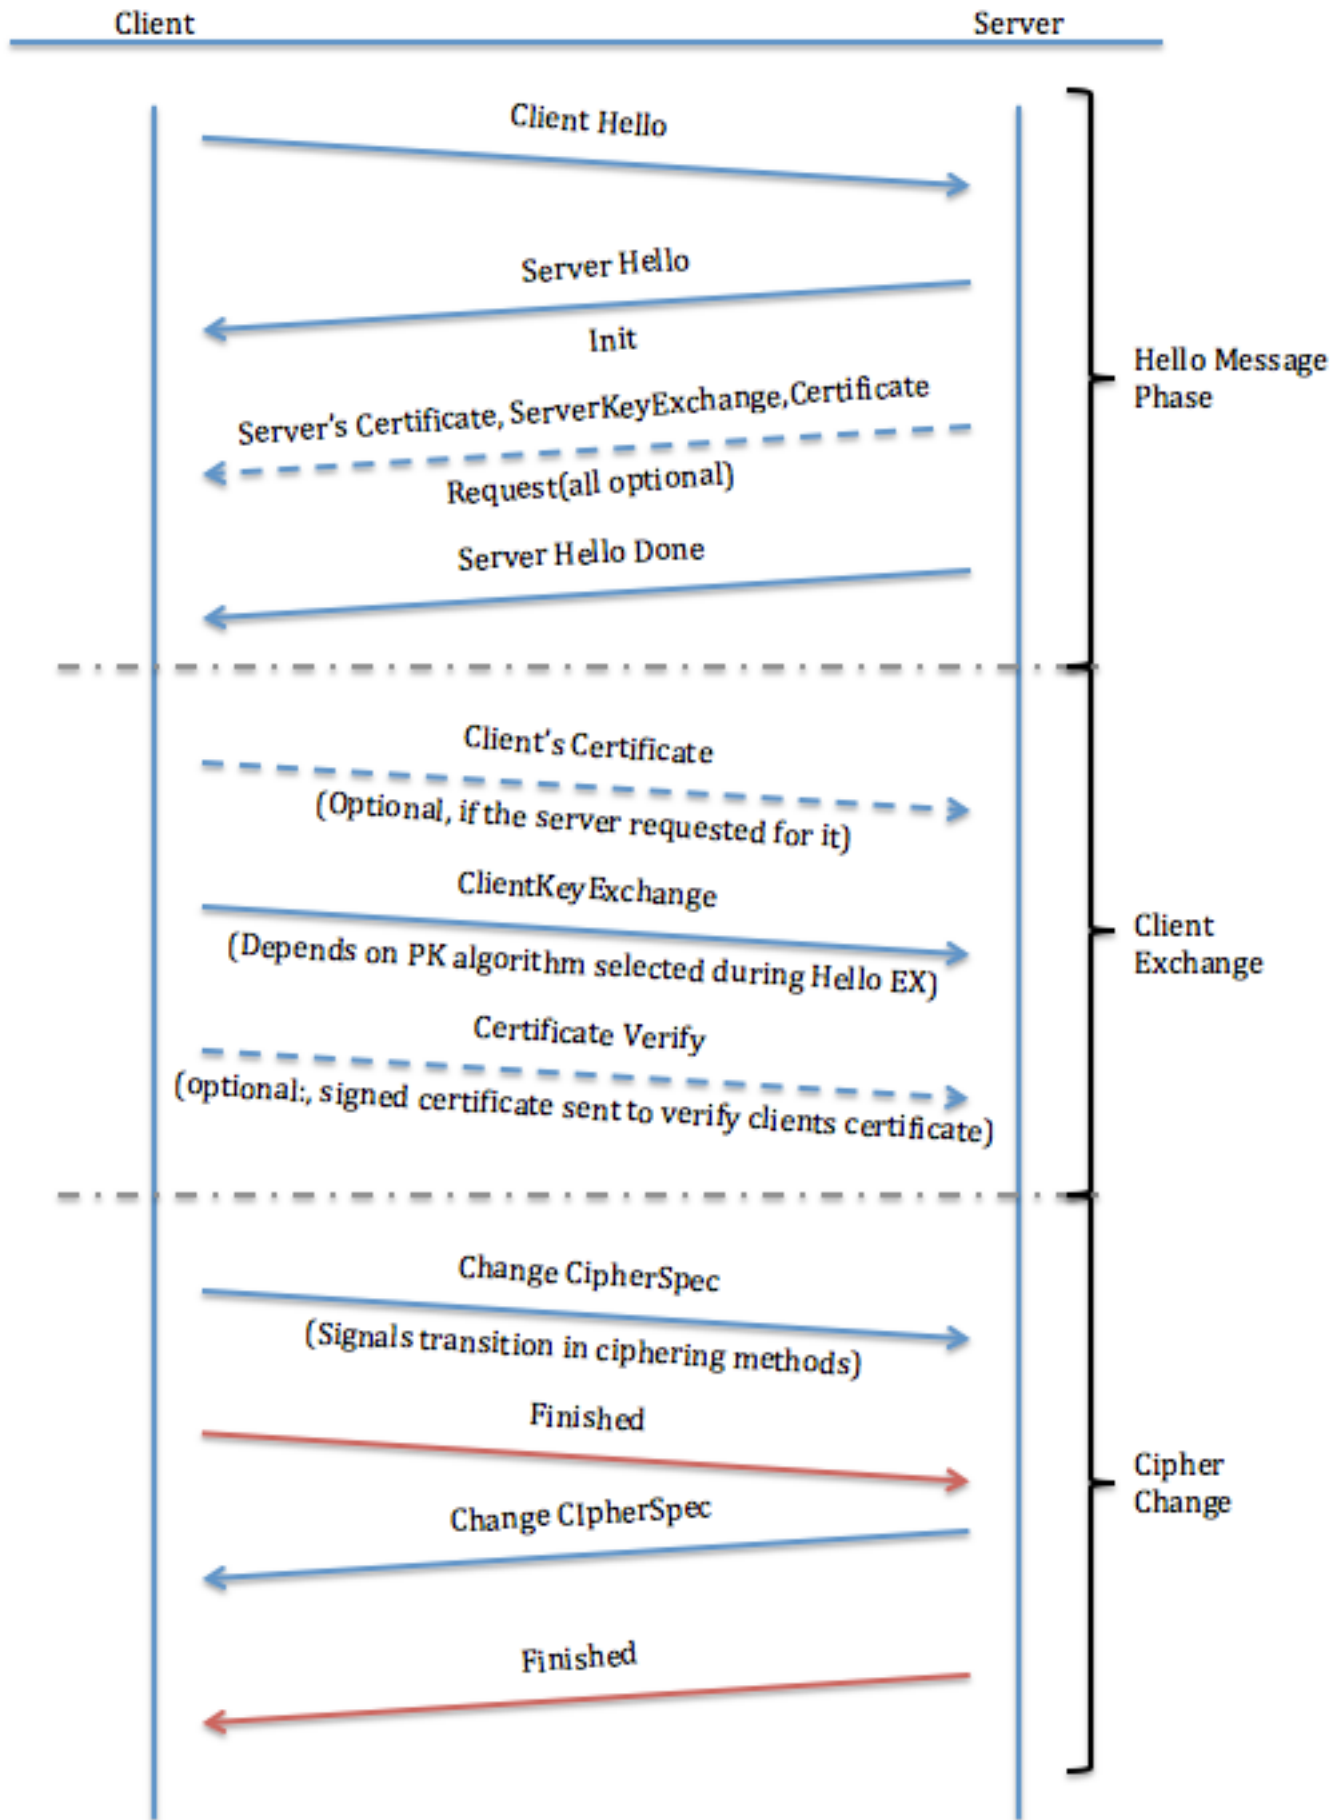 Client
Server
Client Hello
Server Hello
Init
Hello Message
Phase
Server's Certificate, ServerKeyExchange,Certificate
Request(all optional)
Server Hello Done
Client's Certificate
(Optional, if the server requested for it)
ClientKeyExchange
(Depends on PK algorithm selected during Hello EX)
Client
Exchange
Certificate Verify
(optional:, signed certificate sent to verify clients certificate)
Change CipherSpec
(Signals transition in ciphering methods)
Finished
Cipher
Change
Change CIpherSpec
Finished